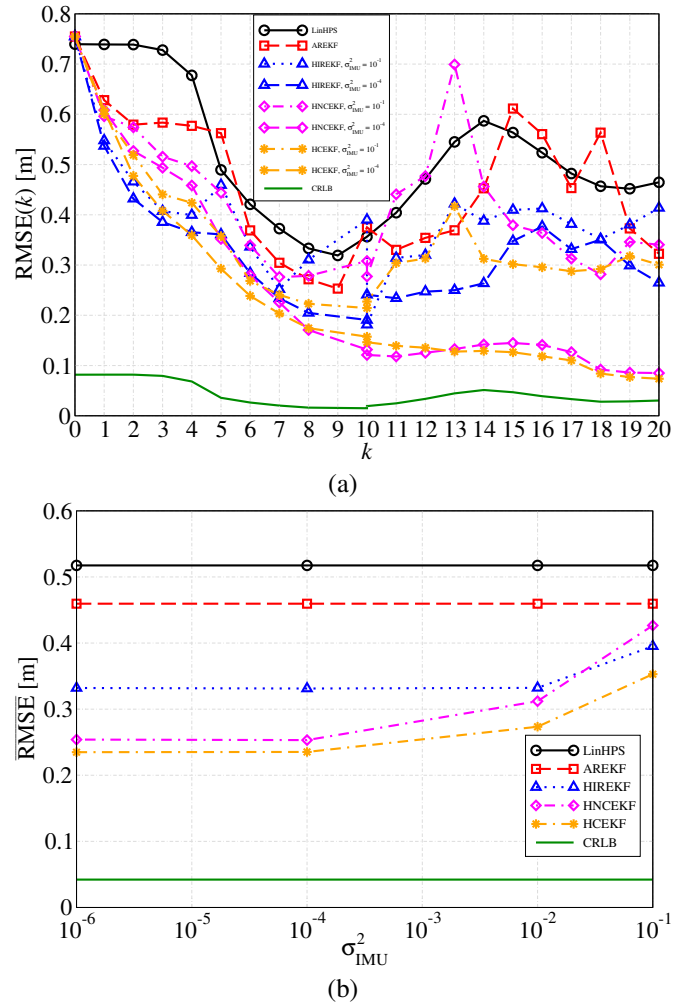 0.8
0.7
0.6
0.5
0.4
0.3
0.2
0.1
0
RMSE(k) [m]
LinHPS
AREKF
HIREKF, σ²IMU = 10⁻¹
HIREKF, σ²IMU = 10⁻⁴
HNCEKF, σ²IMU = 10⁻¹
HNCEKF, σ²IMU = 10⁻⁴
HCEKF, σ²IMU = 10⁻¹
HCEKF, σ²IMU = 10⁻⁴
CRLB
0 1 2 3 4 5 6 7 8 9 10 11 12 13 14 15 16 17 18 19 20
k
(a)
0.6
0.5
0.4
0.3
0.2
0.1
0
RMSE [m]
LinHPS
AREKF
HIREKF
HNCEKF
HCEKF
CRLB
10⁻⁶ 10⁻⁵ 10⁻⁴ 10⁻³ 10⁻² 10⁻¹
σ²IMU
(b)